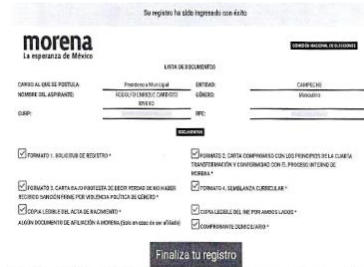 Su registro ha sido ingresado con éxito
morena
La esperanza de México
COMISIÓN NACIONAL DE ELECCIONES
LISTA DE DOCUMENTOS
CARGO AL QUE SE POSTULA: Presidencia Municipal ENTIDAD: CAMPECHE
NOMBRE DEL ASPIRANTE: RODOLFO ENRIQUE GÉNERO: Masculino
CURP: RFC:
DOCUMENTOS
FORMATO 1. SOLICITUD DE REGISTRO *
FORMATO 2. CARTA COMPROMISO CON LOS PRINCIPIOS DE LA CUARTA
TRANSFORMACIÓN Y CONFORMIDAD CON EL PROCESO INTERNO DE
MORENA *
FORMATO 3. CARTA BAJO PROTESTA DE DECIR VERDAD DE NO HABER
RECIBIDO SANCIÓN FIRME POR VIOLENCIA POLÍTICA DE GÉNERO *
FORMATO 4. SEMBLANZA CURRICULAR *
COPIA LEGIBLE DEL ACTA DE NACIMIENTO *
COPIA LEGIBLE DEL INE POR AMBOS LADOS *
ALGÚN DOCUMENTO DE AFILIACIÓN A MORENA (Solo en caso de ser afiliado)
COMPROBANTE DOMICILIARIO *
Finaliza tu registro